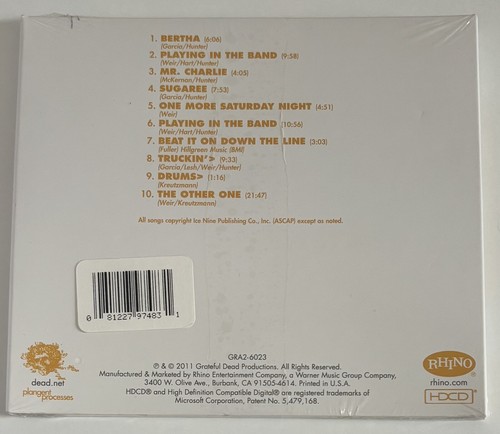 1. BERTHA (6:06)
(Garcia/Hunter)
2. PLAYING IN THE BAND (9:58)
(Weir/Hart/Hunter)
3. MR. CHARLIE (4:05)
(McKernan/Hunter)
4. SUGAREE (7:53)
(Garcia/Hunter)
5. ONE MORE SATURDAY NIGHT (4:51)
(Weir)
6. PLAYING IN THE BAND (10:56)
(Weir/Hart/Hunter)
7. BEAT IT ON DOWN THE LINE (3:03)
(Fuller) Hillgreen Music (BMI)
8. TRUCKIN'> (9:33)
(Garcia/Lesh/Weir/Hunter)
9. DRUMS> (1:16)
(Kreutzmann)
10. THE OTHER ONE (21:47)
(Weir/Kreutzmann)
All songs copyright Ice Nine Publishing Co., Inc. (ASCAP) except as noted.
0 81227 97483 1
GRA2-6023
℗ & © 2011 Grateful Dead Productions. All Rights Reserved.
Manufactured & Marketed by Rhino Entertainment Company, a Warner Music Group Company,
3400 W. Olive Ave., Burbank, CA 91505-4614. Printed in U.S.A.
HDCD® and High Definition Compatible Digital® are registered trademarks of
Microsoft Corporation, Patent No. 5,479,168.
dead.net
plangent
processes
RHINO
rhino.com
HDCD